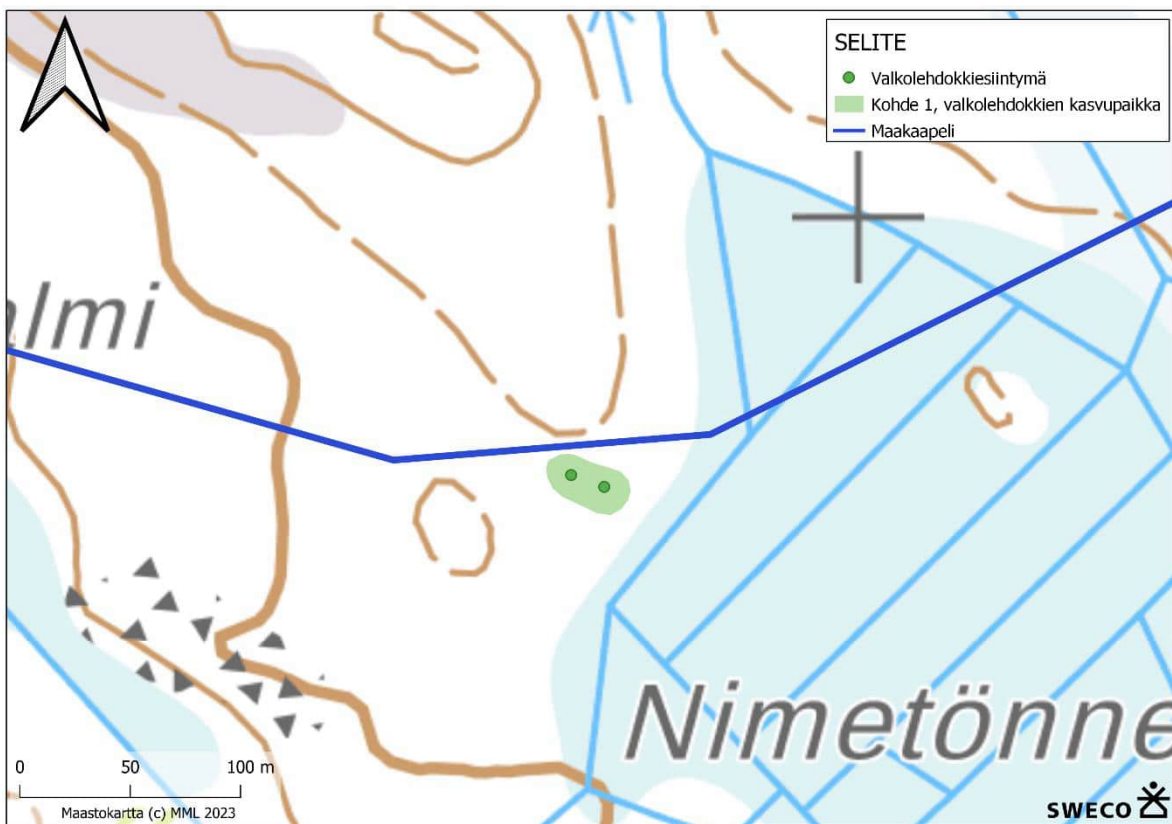 SELITE
Valkolehdokkiesiintymä
Kohde 1, valkolehdokkien kasvupaikka
Maakaapeli
lmi
Nimetönne
0 50 100 m
Maastokartta (c) MML 2023
SWECO